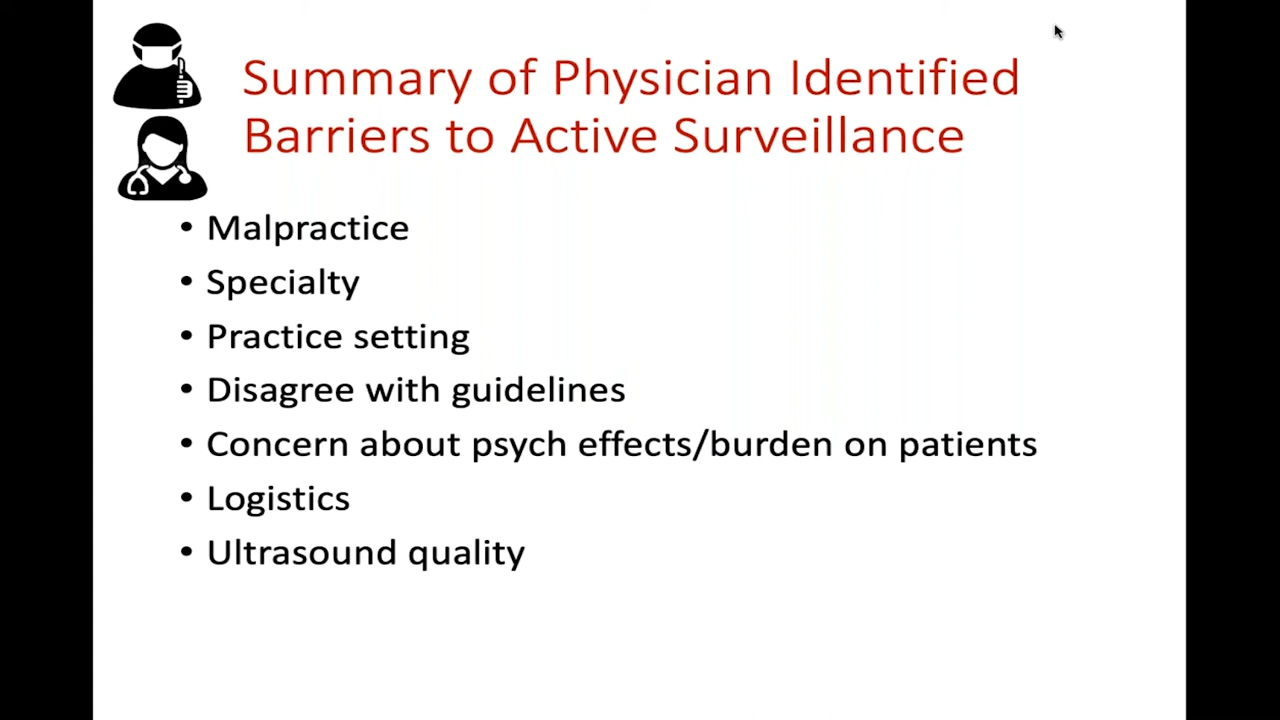 Summary of Physician Identified
Barriers to Active Surveillance
• Malpractice
• Specialty
• Practice setting
• Disagree with guidelines
• Concern about psych effects/burden on patients
• Logistics
• Ultrasound quality